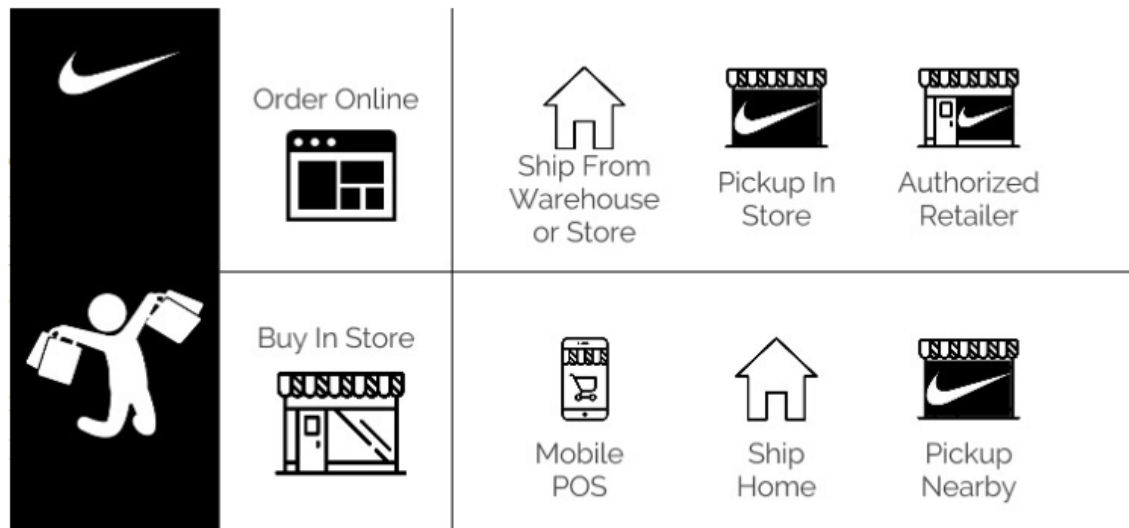 Order Online
Ship From
Warehouse
or Store
Pickup In
Store
Authorized
Retailer
Buy In Store
Mobile
POS
Ship
Home
Pickup
Nearby